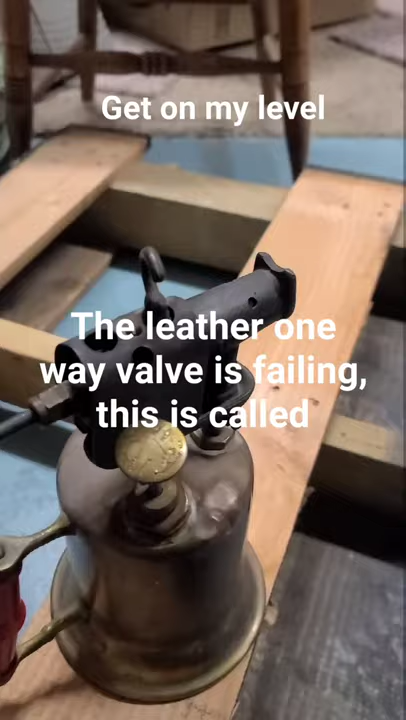 Get on my level
The leather one
way valve is failing,
this is called